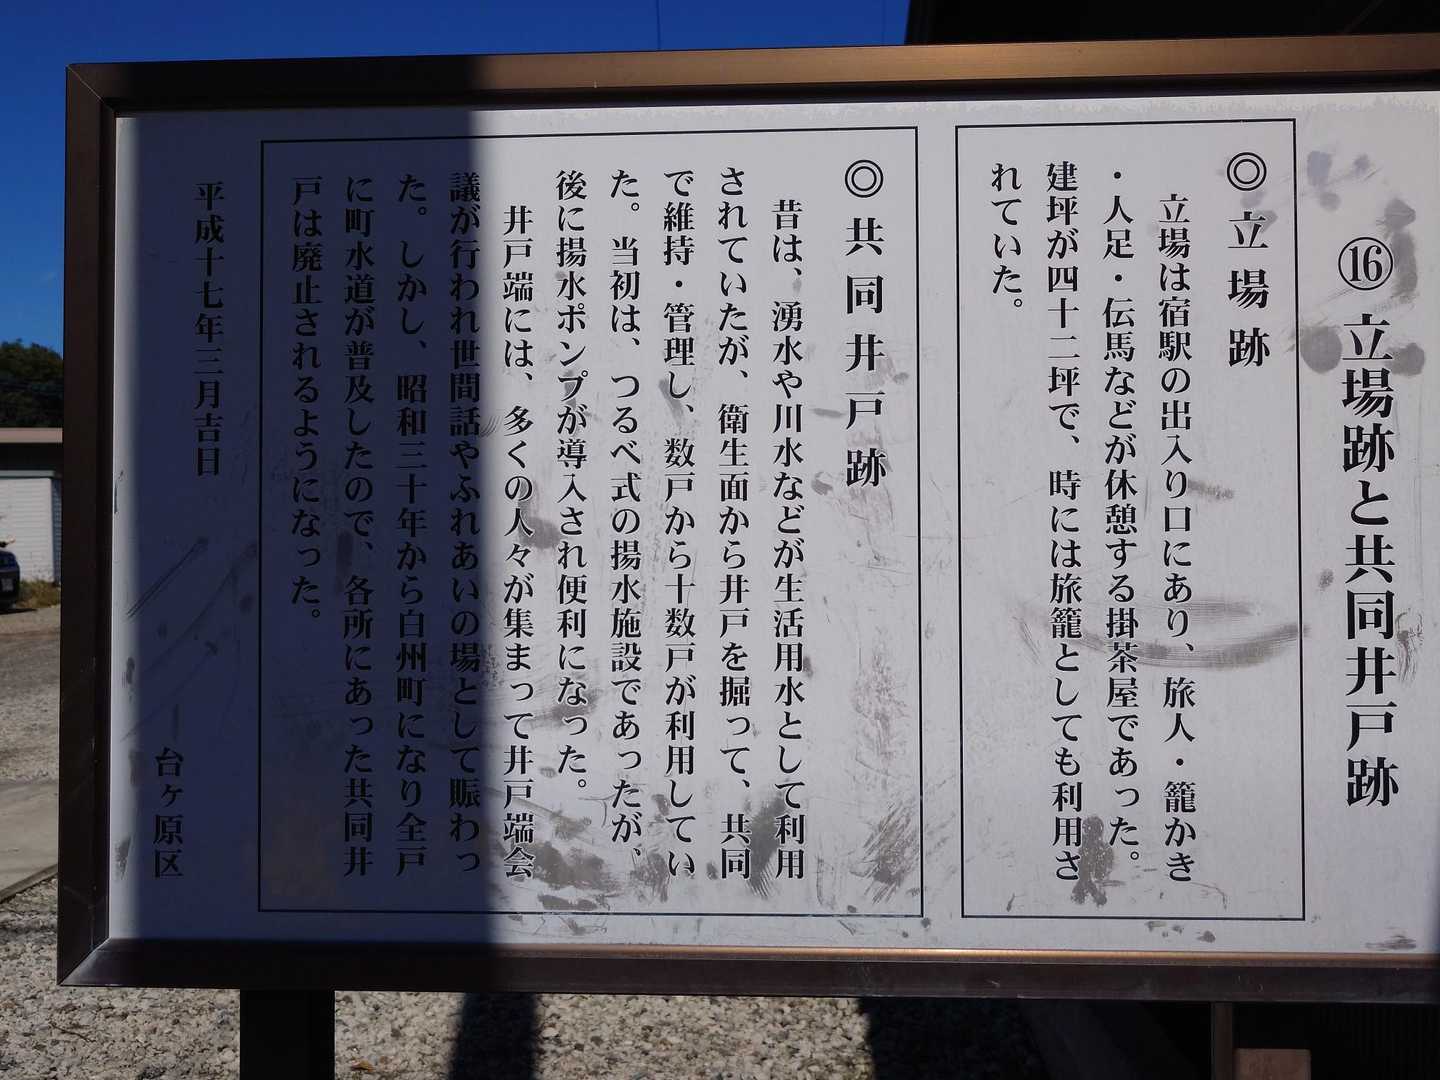 ⑯ 立場跡と共同井戸跡
◎立場跡
立場は宿駅の出入り口にあり、旅人・籠かき
・人足・伝馬などが休憩する掛茶屋であった。
建坪が四十二坪で、時には旅籠としても利用さ
れていた。
◎共同井戸跡
昔は、湧水や川水などが生活用水として利用
されていたが、衛生面から井戸を掘って、共同
で維持・管理し、数戸から十数戸が利用してい
た。当初は、つるべ式の揚水施設であったが、
後に揚水ポンプが導入され便利になった。
井戸端には、多くの人々が集まって井戸端会
議が行われ世間話やふれあいの場として賑わっ
た。しかし、昭和三十年から白州町になり全戸
に町水道が普及したので、各所にあった共同井
戸は廃止されるようになった。
平成十七年三月吉日
台ヶ原区